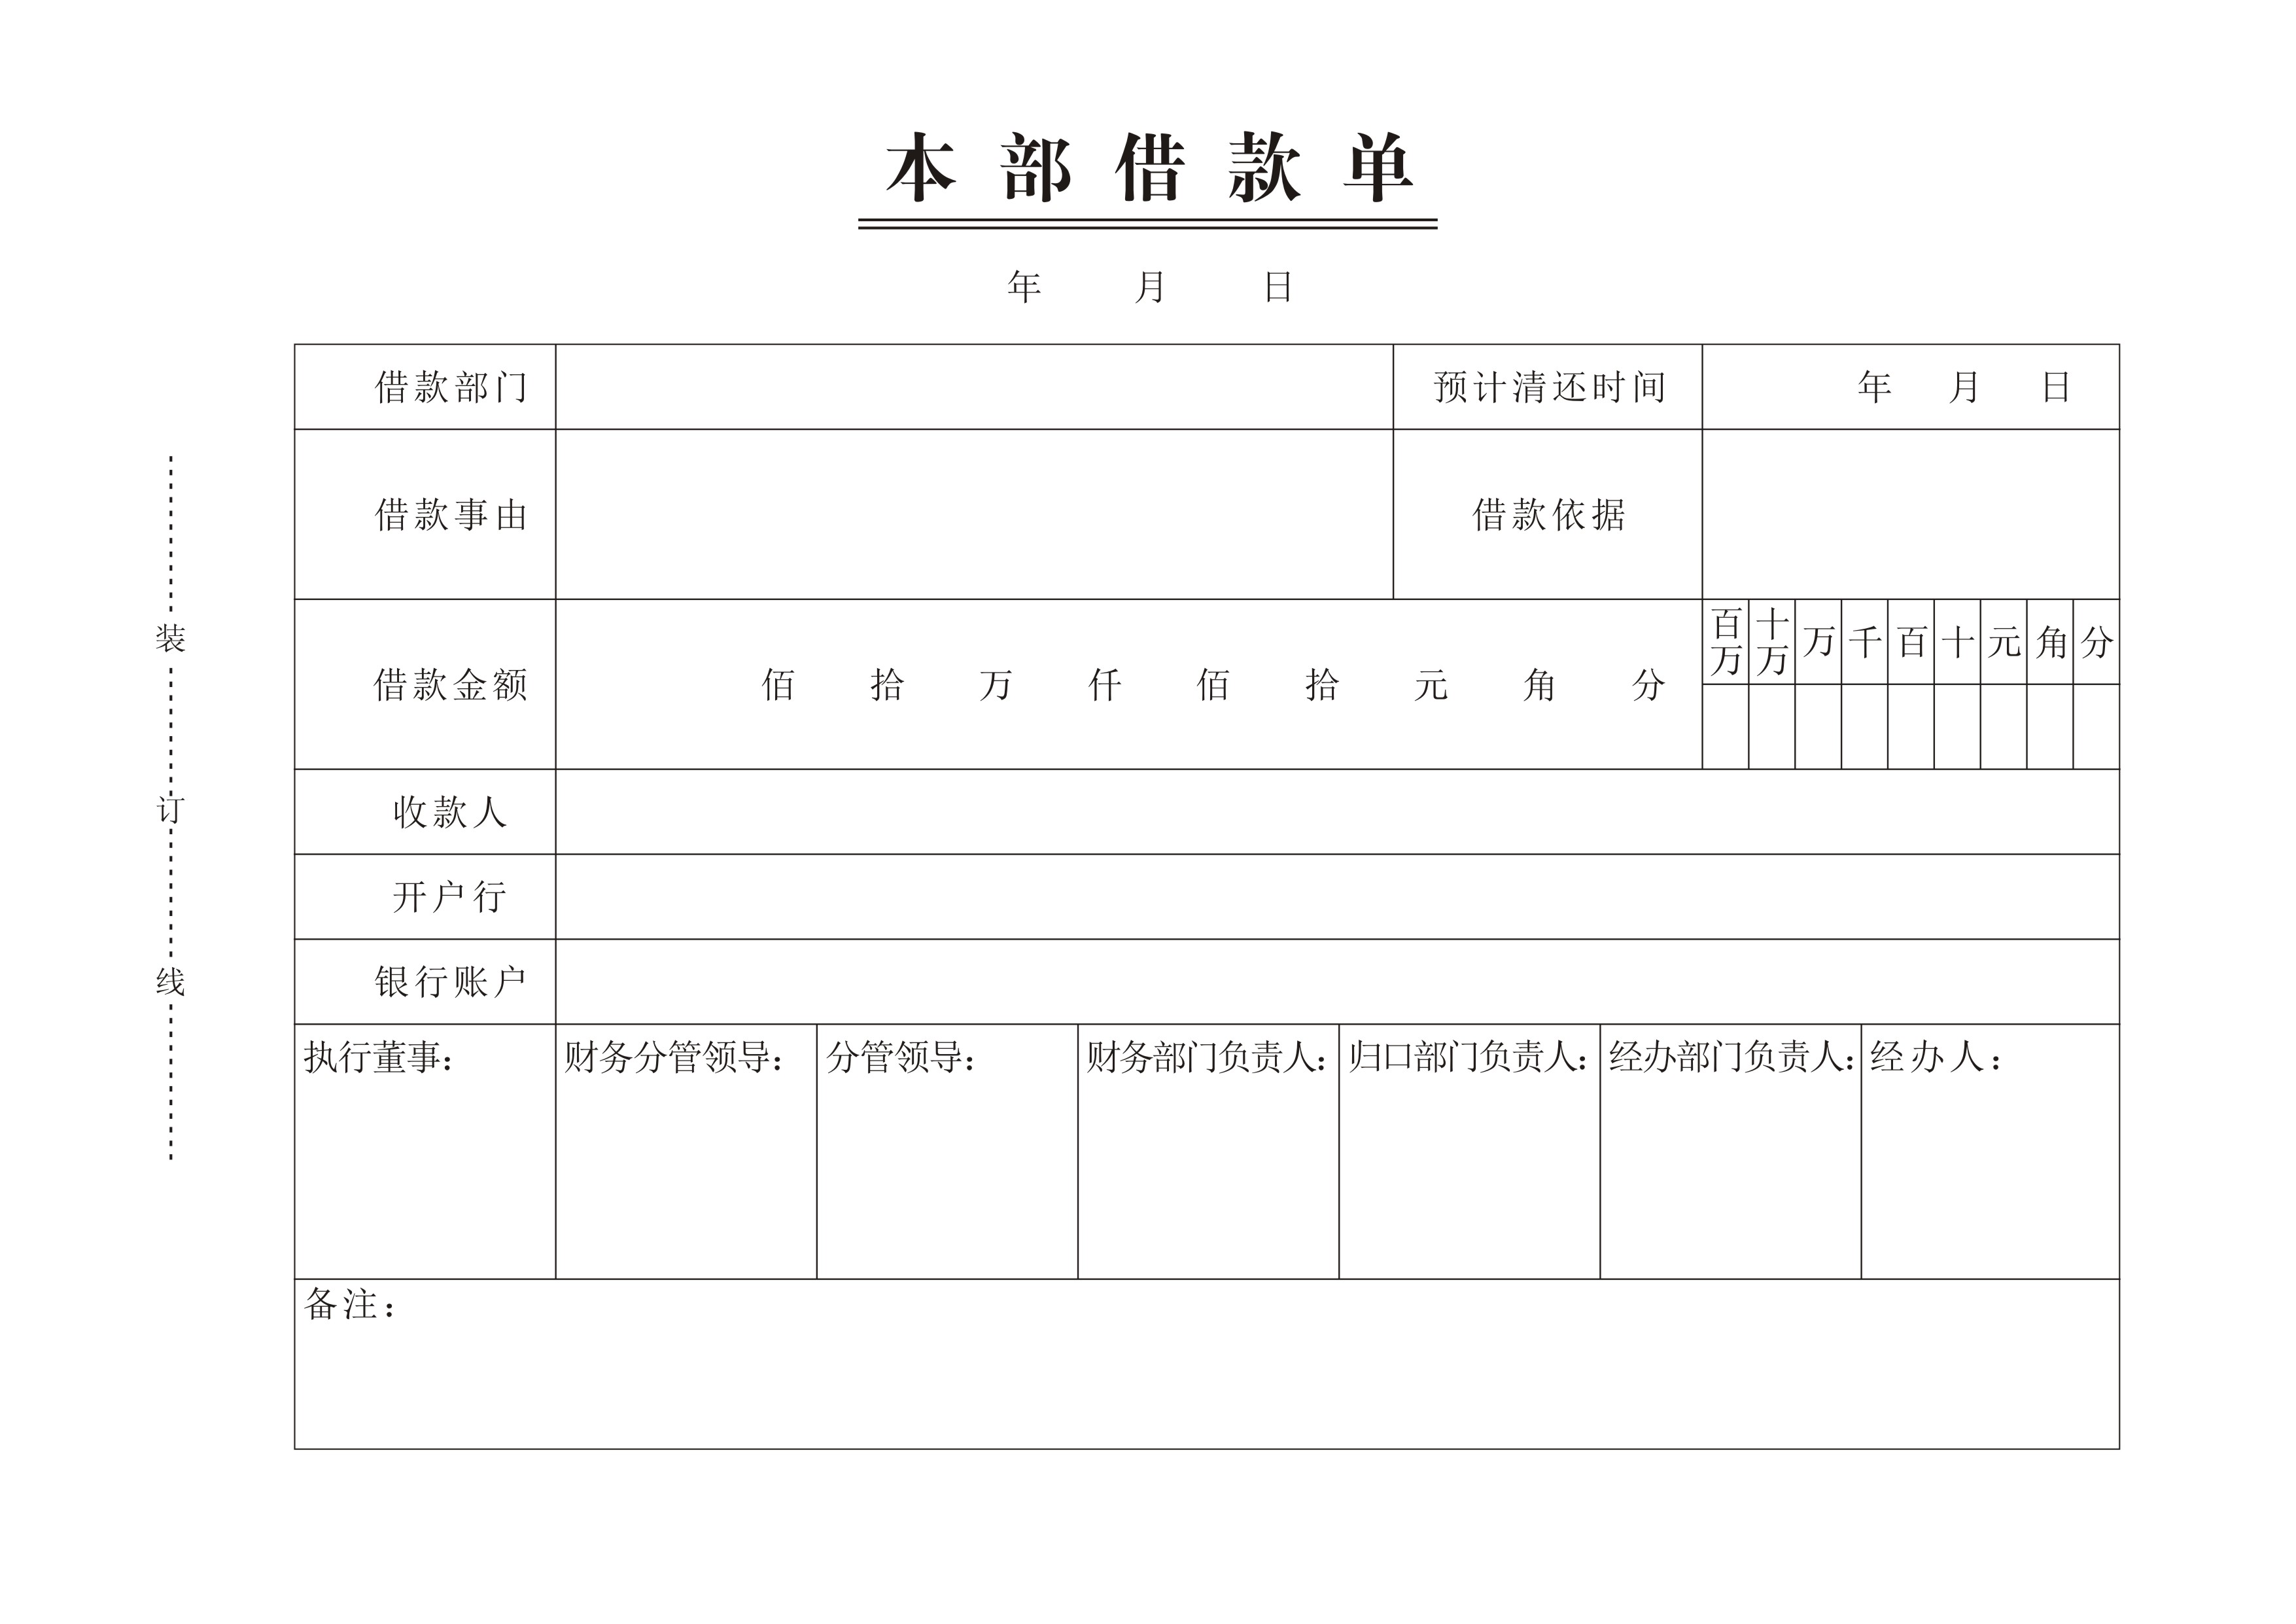 本部借款单
年 月 日
借款部门 预计清还时间 年 月 日
借款事由 借款依据
借款金额 佰 拾 万 仟 佰 拾 元 角 分 百万 十万 万 千 百 十 元 角 分
收款人
开户行
银行账户
执行董事： 财务分管领导： 分管领导： 财务部门负责人： 归口部门负责人： 经办部门负责人： 经办人：
备注：
装
订
线